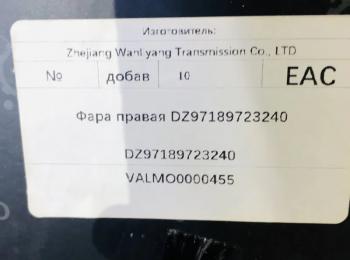 Изготовитель:
Zhejiang WanLyang Transmission Co., LTD
№ добав 10 EAC
Фара правая DZ97189723240
DZ97189723240
VALMO0000455